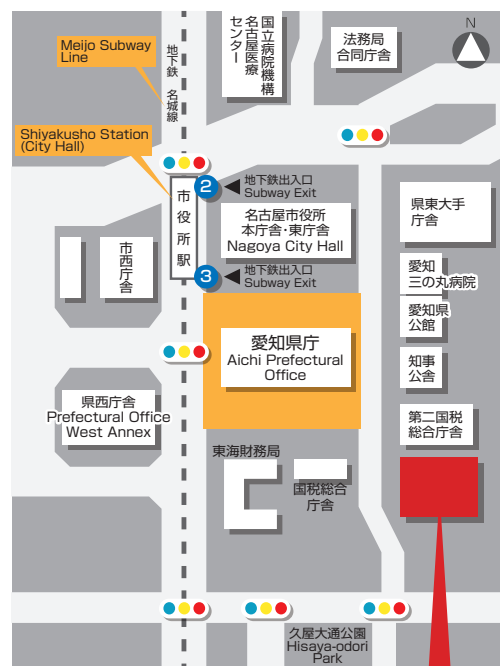 N
国立病院機構
名古屋医療
センター
法務局
合同庁舎
Meijo Subway
Line
地下鉄 名城線
Shiyakusho Station
(City Hall)
市役所駅
2
地下鉄出入口
Subway Exit
名古屋市役所
本庁舎・東庁舎
Nagoya City Hall
県東大手
庁舎
市西庁舎
3
地下鉄出入口
Subway Exit
愛知
三の丸病院
愛知県
公館
愛知県庁
Aichi Prefectural
Office
知事
公舎
県西庁舎
Prefectural Office
West Annex
第二国税
総合庁舎
東海財務局
国税総合
庁舎
久屋大通公園
Hisaya-odori
Park